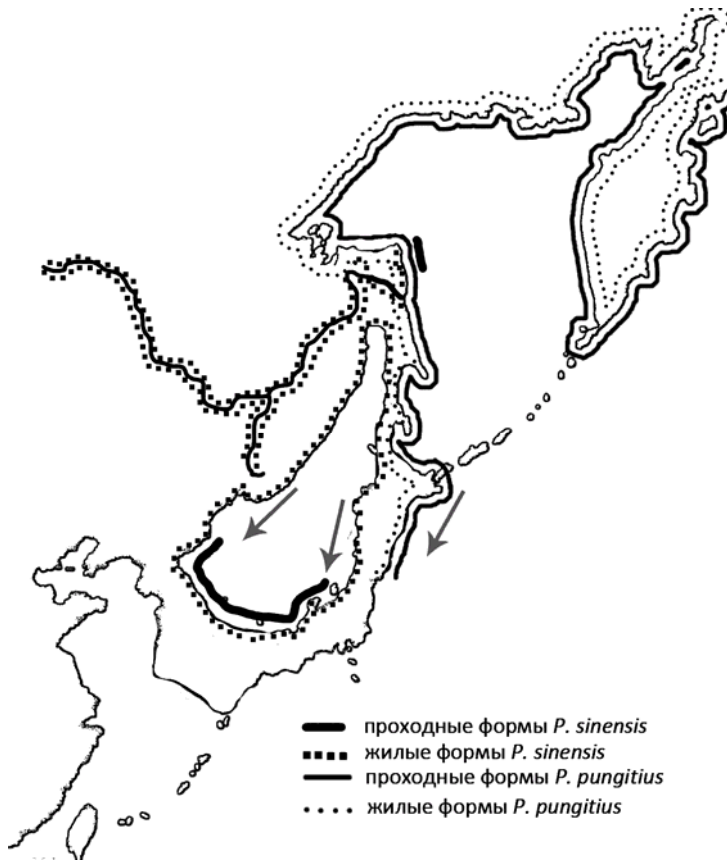 проходные формы P. sinensis
жилые формы P. sinensis
проходные формы P. pungitius
жилые формы P. pungitius